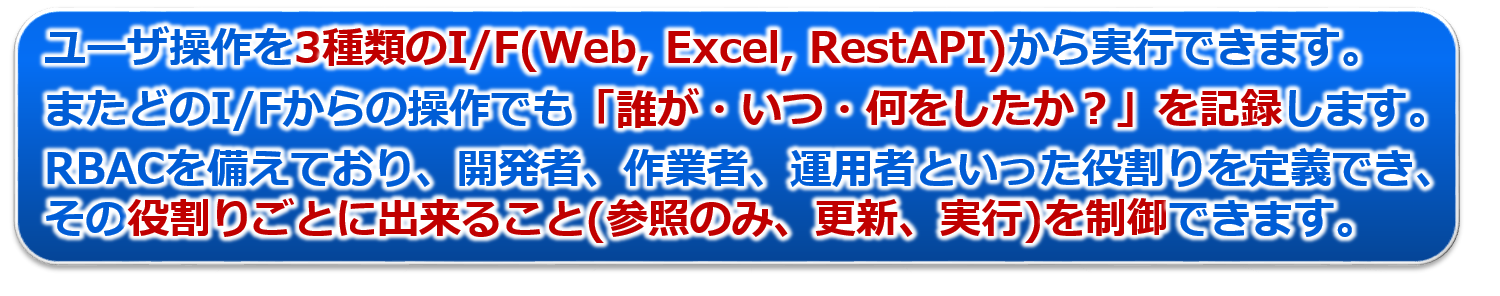 ユーザ操作を3種類のI/F(Web, Excel, RestAPI)から実行できます。
またどのI/Fからの操作でも「誰が・いつ・何をしたか？」を記録します。
RBACを備えており、開発者、作業者、運用者といった役割りを定義でき、
その役割りごとに出来ること(参照のみ、更新、実行)を制御できます。